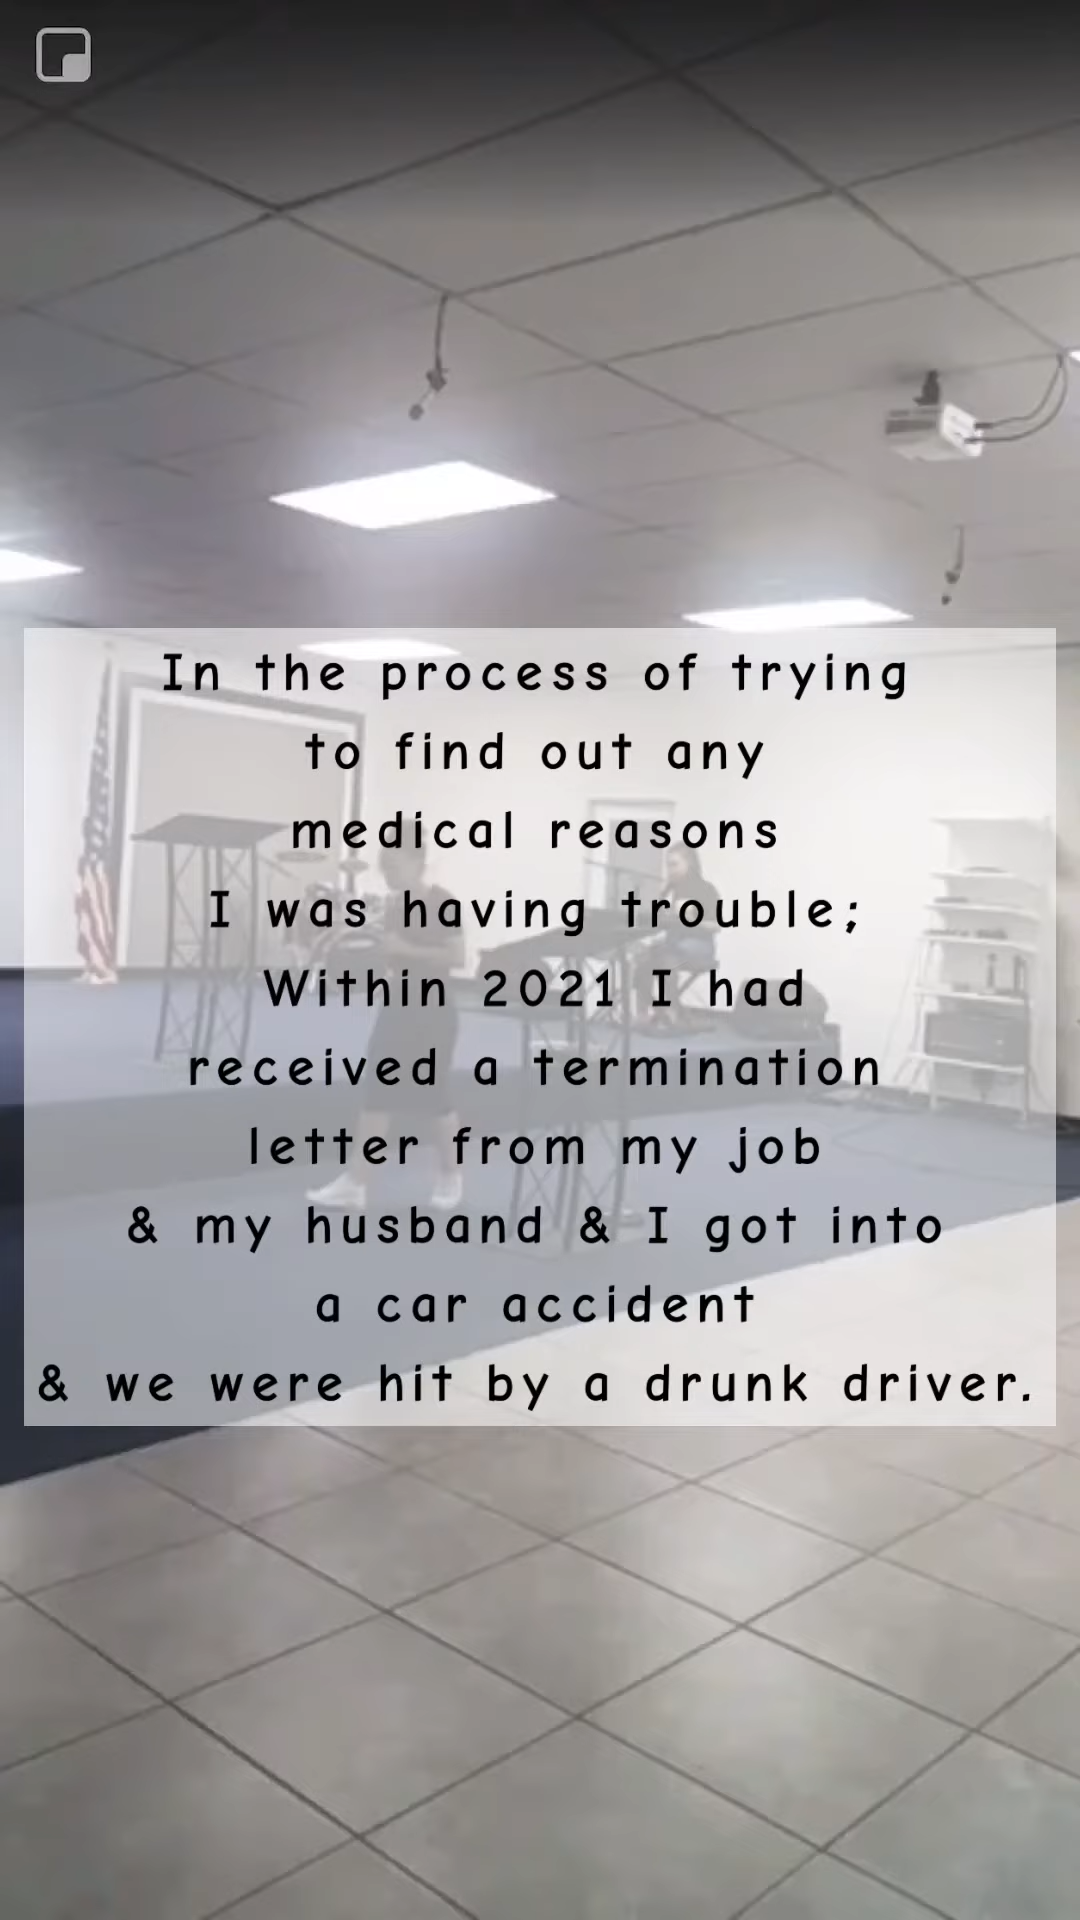 In the process of trying
to find out any
medical reasons
I was having trouble;
Within 2021 I had
received a termination
letter from my job
& my husband & I got into
a car accident
& we were hit by a drunk driver.